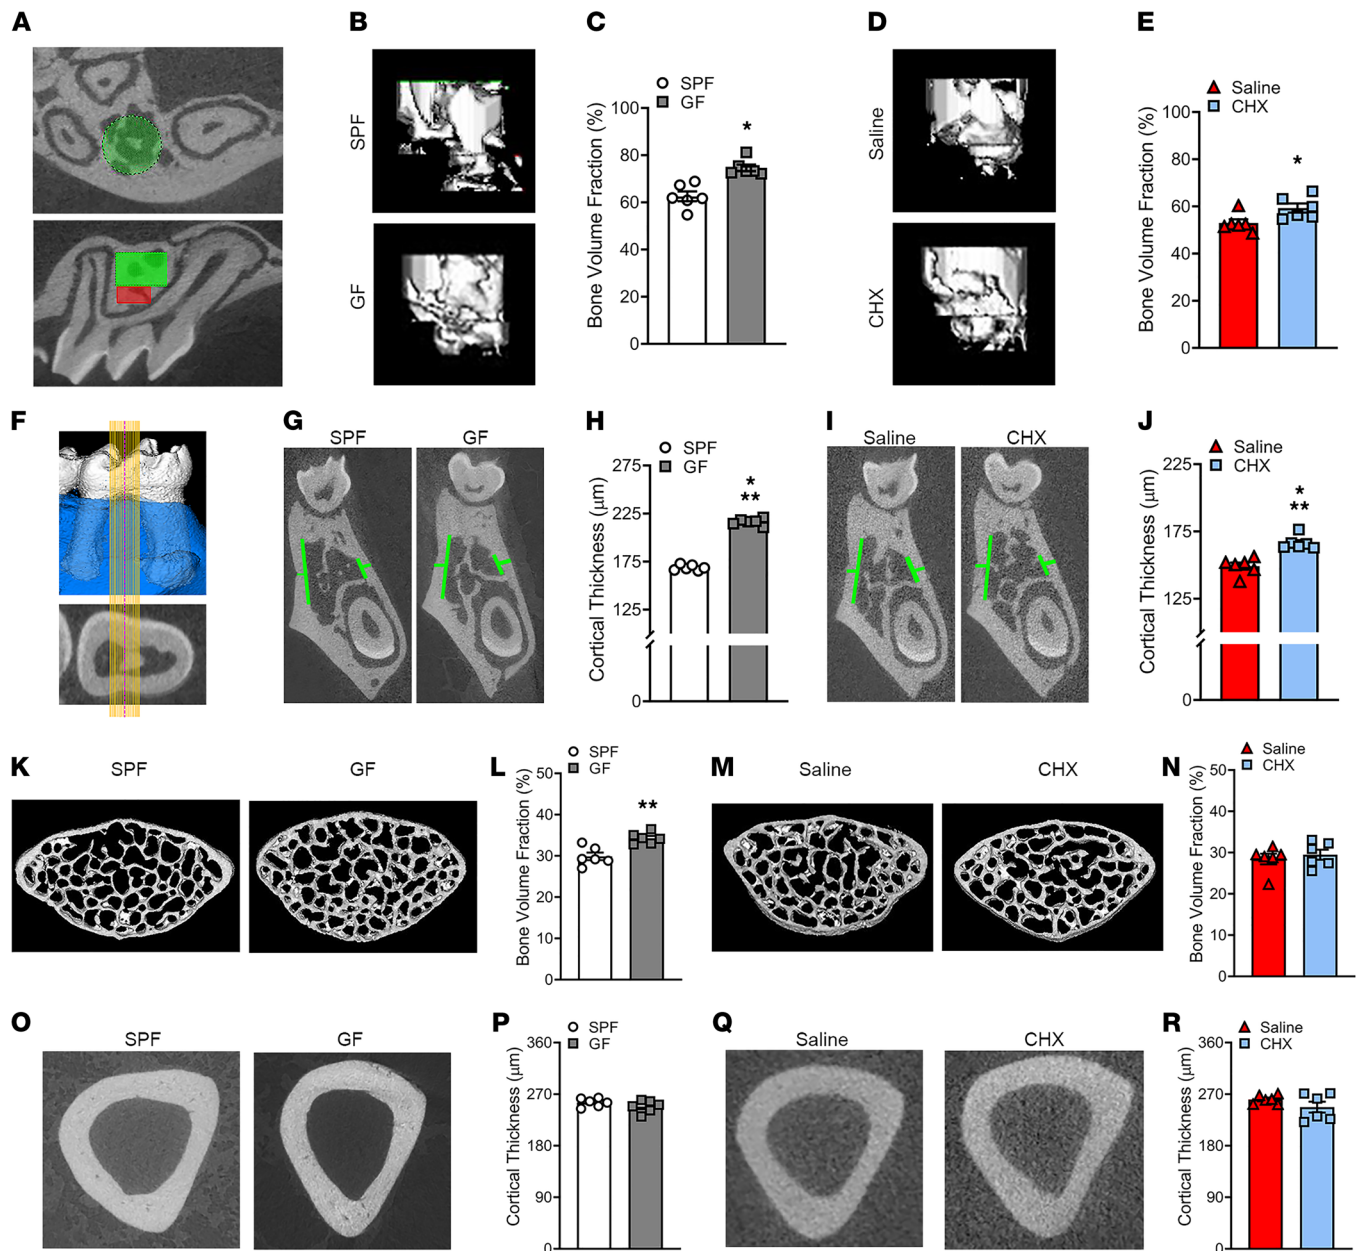 A
B
SPF
GF
C
SPF
GF
Bone Volume Fraction (%)
100
80
60
40
20
0
*
D
Saline
CHX
E
Saline
CHX
Bone Volume Fraction (%)
100
80
60
40
20
0
*
F
G
SPF GF
H
SPF
GF
Cortical Thickness (μm)
275
225
175
125
0
*
**
I
Saline CHX
J
Saline
CHX
Cortical Thickness (μm)
225
175
125
0
*
**
K
SPF GF
L
SPF
GF
Bone Volume Fraction (%)
50
40
30
20
10
0
**
M
Saline CHX
N
Saline
CHX
Bone Volume Fraction (%)
50
40
30
20
10
0
O
SPF GF
P
SPF
GF
Cortical Thickness (μm)
360
270
180
90
0
Q
Saline CHX
R
Saline
CHX
Cortical Thickness (μm)
360
270
180
90
0